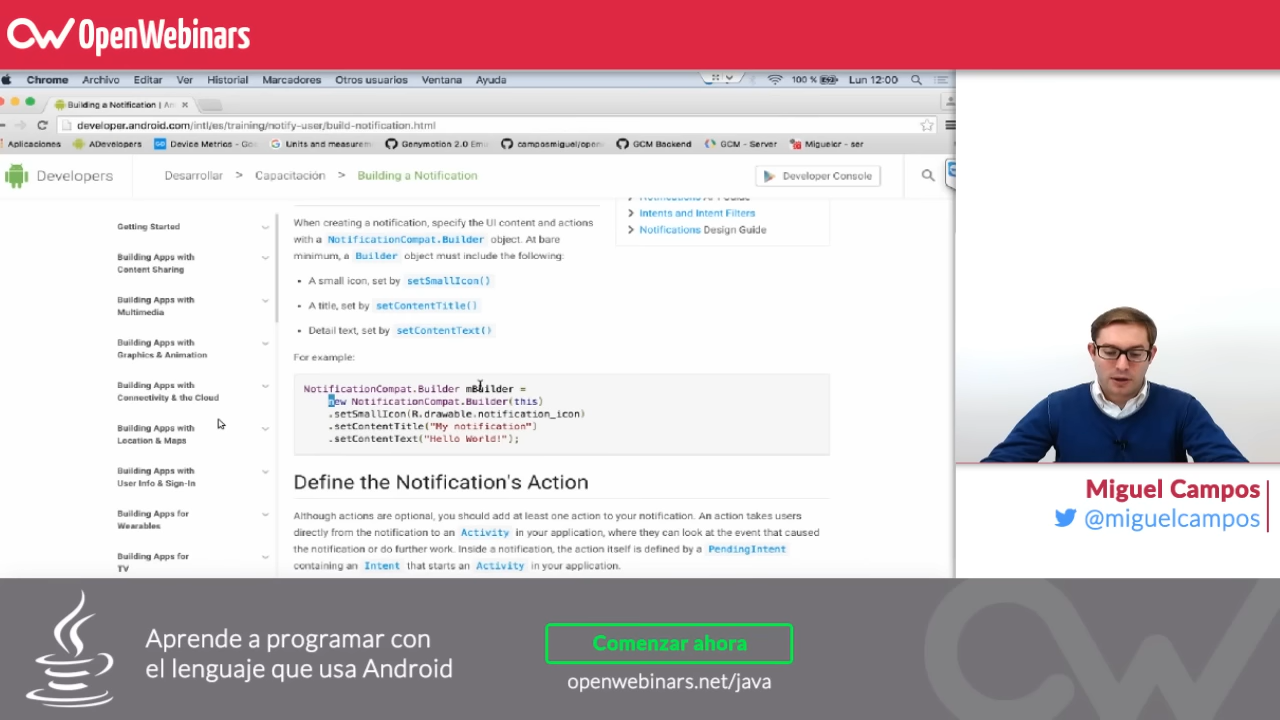 OpenWebinars
Chrome Archivo Editar Ver Historial Marcadores Otros usuarios Ventana Ayuda 100 % Lun 12:00
Building a Notification | An
developer.android.com/intl/es/training/notify-user/build-notification.html
Aplicaciones ADevelopers Device Metrics - Go Units and measurem Genymotion 2.0 Emu camposmiguel/open GCM Backend GCM - Server Miguelcr - ser
Developers Desarrollar > Capacitación > Building a Notification Developer Console
Getting Started
Building Apps with
Content Sharing
Building Apps with
Multimedia
Building Apps with
Graphics & Animation
Building Apps with
Connectivity & the Cloud
Building Apps with
Location & Maps
Building Apps with
User Info & Sign-In
Building Apps for
Wearables
Building Apps for
TV
When creating a notification, specify the UI content and actions
with a NotificationCompat.Builder object. At bare
minimum, a Builder object must include the following:
• A small icon, set by setSmallIcon()
• A title, set by setContentTitle()
• Detail text, set by setContentText()
For example:
NotificationCompat.Builder mBuilder =
new NotificationCompat.Builder(this)
.setSmallIcon(R.drawable.notification_icon)
.setContentTitle("My notification")
.setContentText("Hello World!");
Define the Notification's Action
Although actions are optional, you should add at least one action to your notification. An action takes users
directly from the notification to an Activity in your application, where they can look at the event that caused
the notification or do further work. Inside a notification, the action itself is defined by a PendingIntent
containing an Intent that starts an Activity in your application.
Intents and Intent Filters
Notifications Design Guide
Miguel Campos
@miguelcampos
Aprende a programar con
el lenguaje que usa Android
Comenzar ahora
openwebinars.net/java